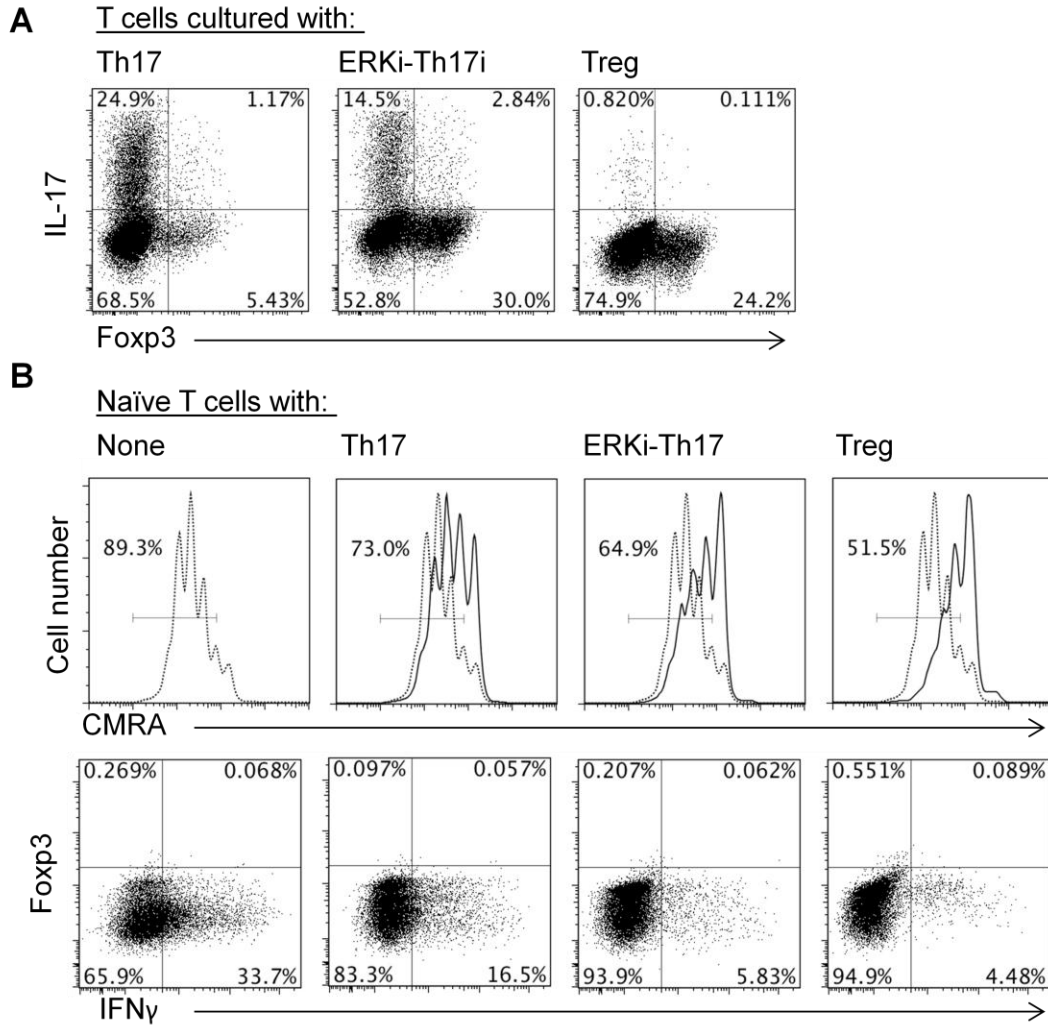 A
T cells cultured with:
Th17 ERKi-Th17i Treg
24.9% 1.17% 14.5% 2.84% 0.820% 0.111%
IL-17
68.5% 5.43% 52.8% 30.0% 74.9% 24.2%
Foxp3
B
Naïve T cells with:
None Th17 ERKi-Th17 Treg
89.3% 73.0% 64.9% 51.5%
Cell number
CMRA
0.269% 0.068% 0.097% 0.057% 0.207% 0.062% 0.551% 0.089%
Foxp3
65.9% 33.7% 83.3% 16.5% 93.9% 5.83% 94.9% 4.48%
IFNγ